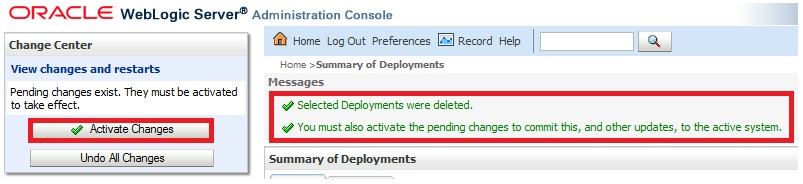 ORACLE WebLogic Server® Administration Console
Change Center
View changes and restarts
Pending changes exist. They must be activated
to take effect.
Activate Changes
Undo All Changes
Home Log Out Preferences Record Help
Home >Summary of Deployments
Messages
Selected Deployments were deleted.
You must also activate the pending changes to commit this, and other updates, to the active system.
Summary of Deployments